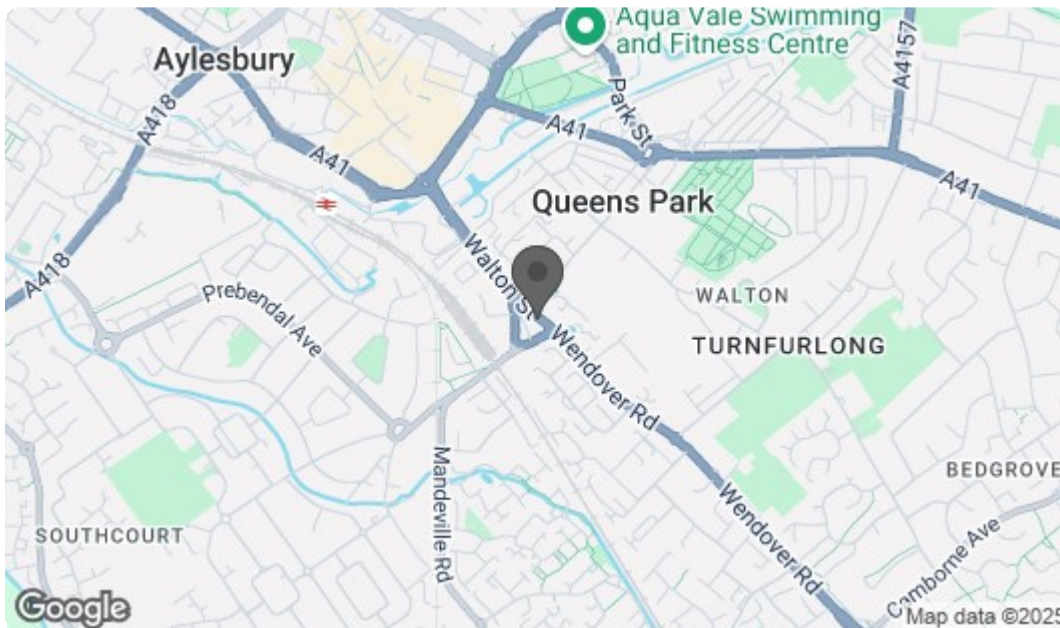 Aqua Vale Swimming
and Fitness Centre
Aylesbury
A418
A41
Park St
A41
A4157
A41
Queens Park
Walton St
WALTON
A418
Prebendal Ave
TURNFURLONG
Wendover Rd
Mandeville Rd
BEDGROVE
SOUTHCOURT
Wendover Rd
Camborne Ave
Google
Map data ©2025